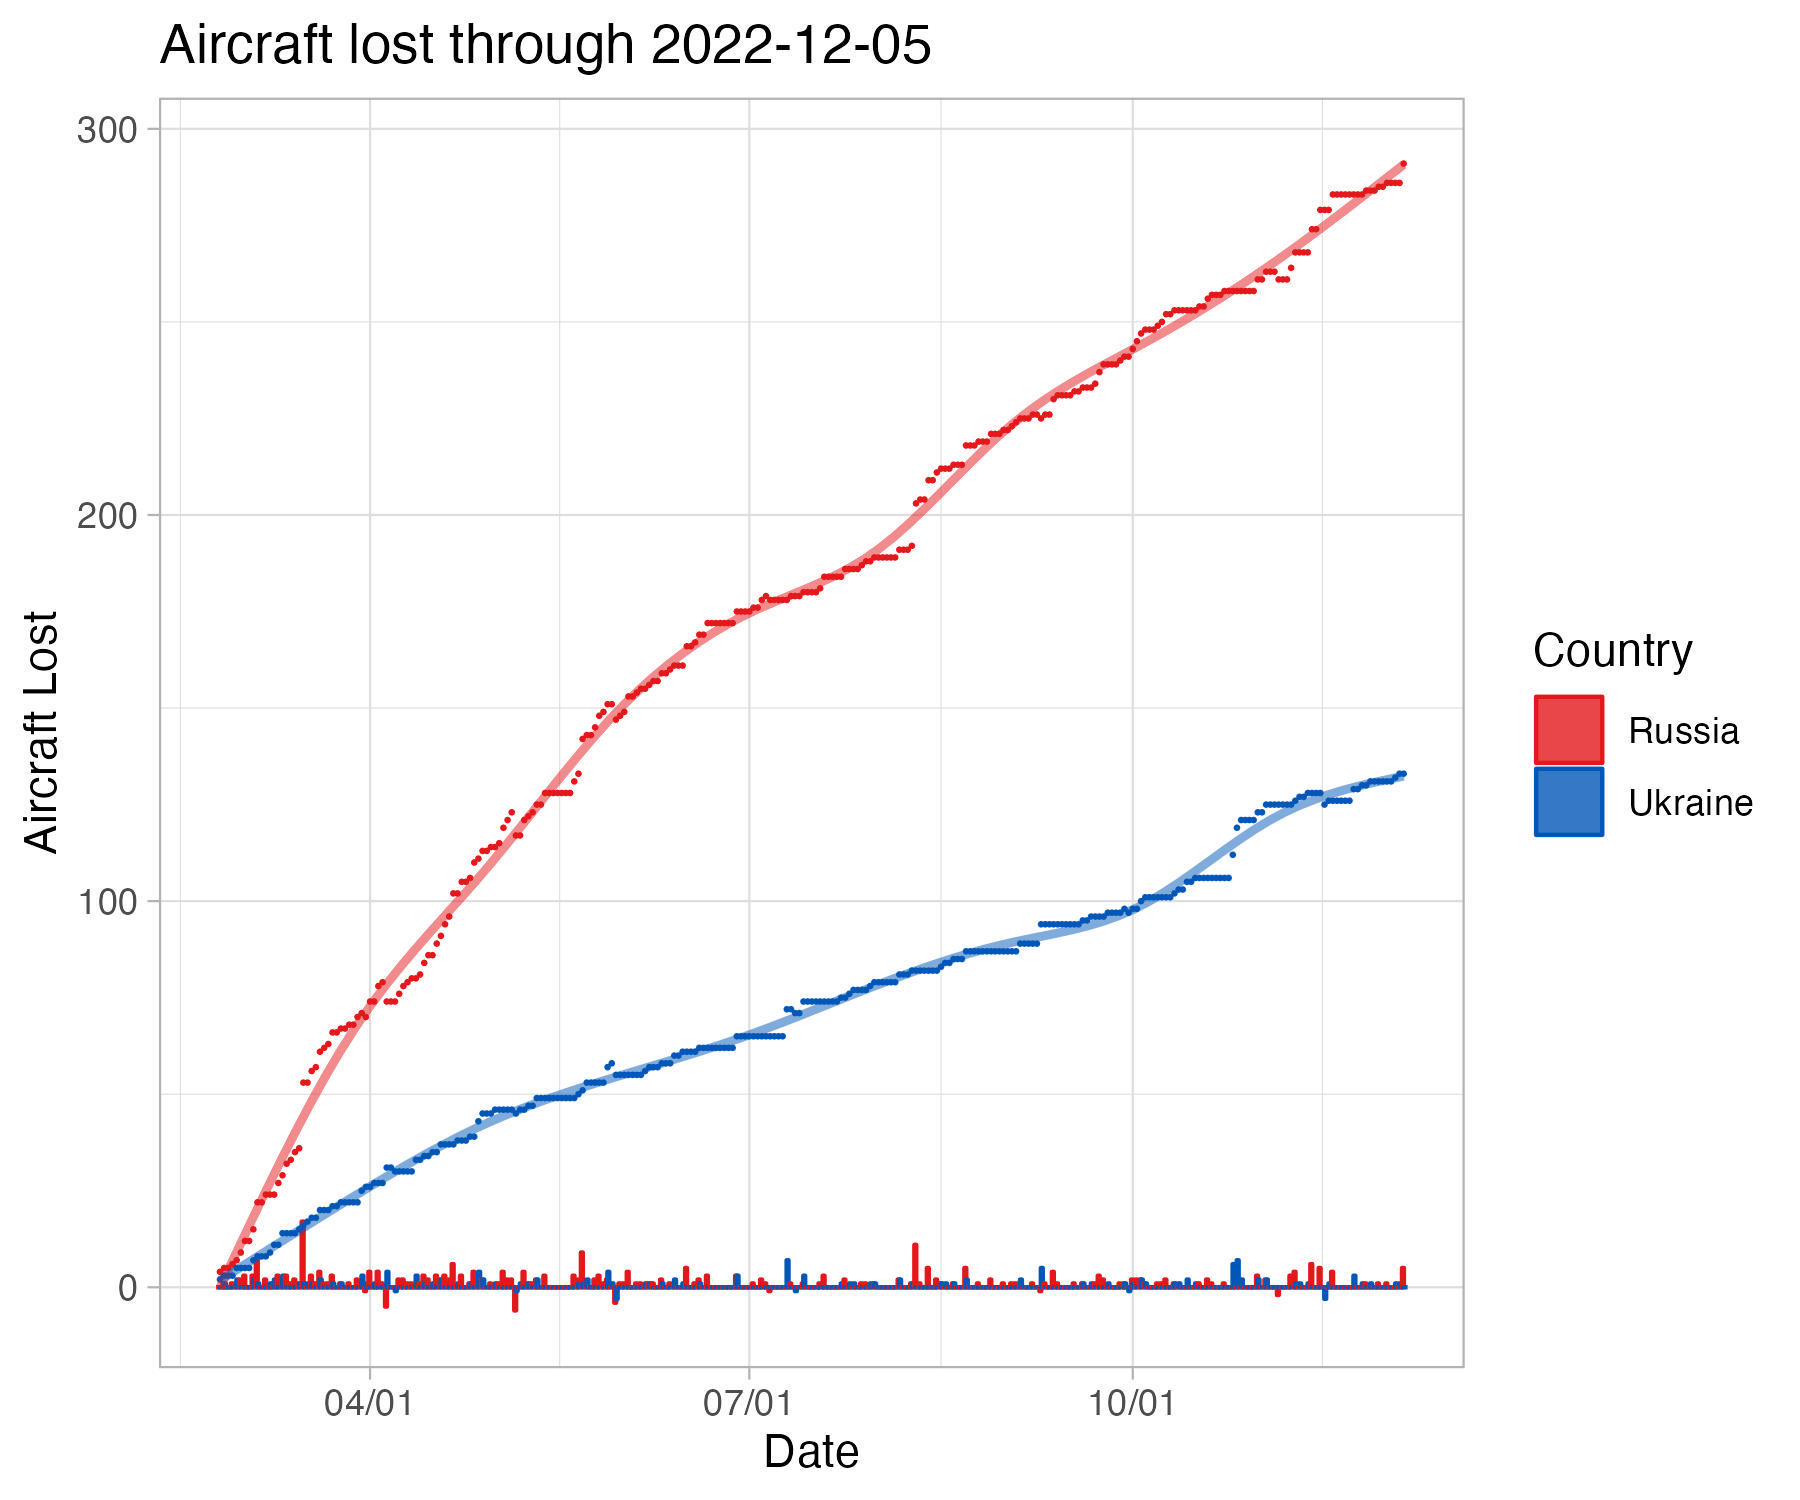 Aircraft lost through 2022-12-05
Aircraft Lost
300
200
100
0
04/01
07/01
10/01
Date
Country
Russia
Ukraine